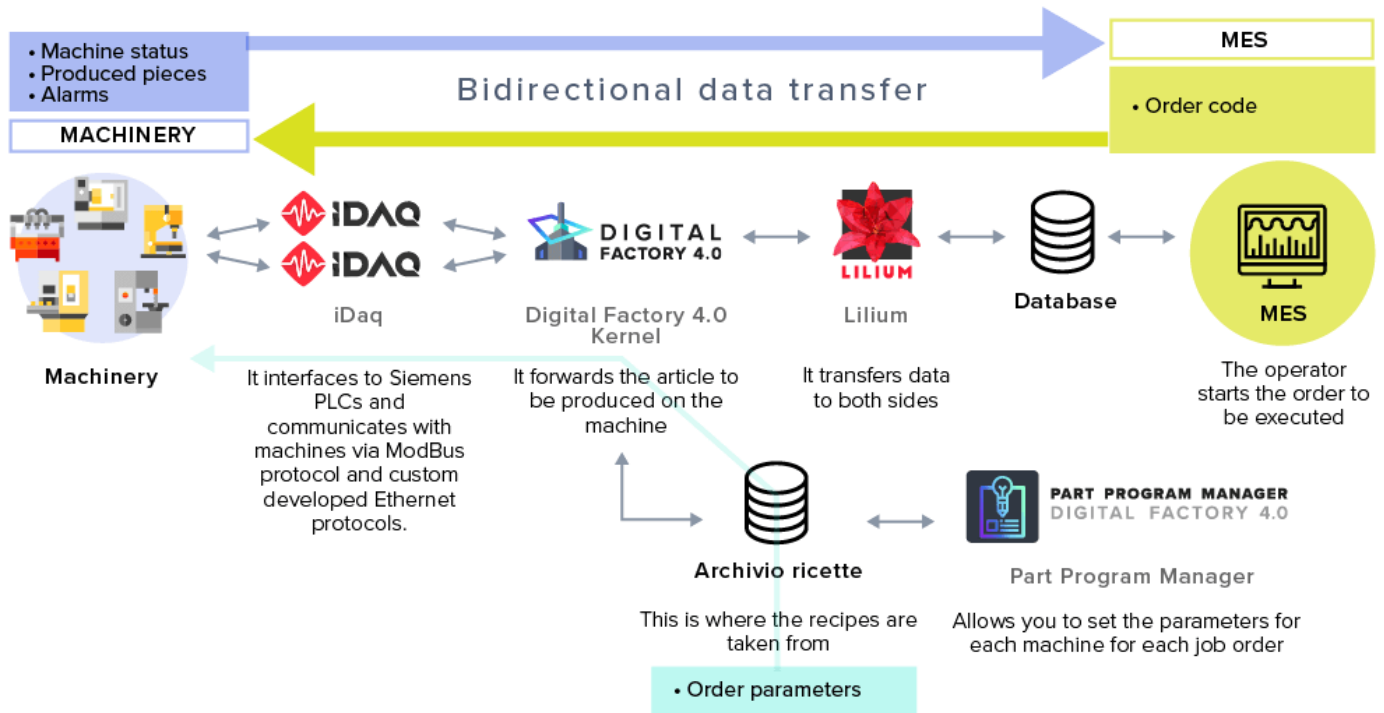 • Machine status
• Produced pieces
• Alarms
MACHINERY
Bidirectional data transfer
MES
• Order code
iDAQ
iDAQ
DIGITAL
FACTORY 4.0
LILIUM
Machinery
iDaq
Digital Factory 4.0
Kernel
Lilium
Database
MES
It interfaces to Siemens
PLCs and
communicates with
machines via ModBus
protocol and custom
developed Ethernet
protocols.
It forwards the article to
be produced on the
machine
It transfers data
to both sides
The operator
starts the order to
be executed
PART PROGRAM MANAGER
DIGITAL FACTORY 4.0
Archivio ricette
Part Program Manager
This is where the recipes are
taken from
Allows you to set the parameters for
each machine for each job order
• Order parameters